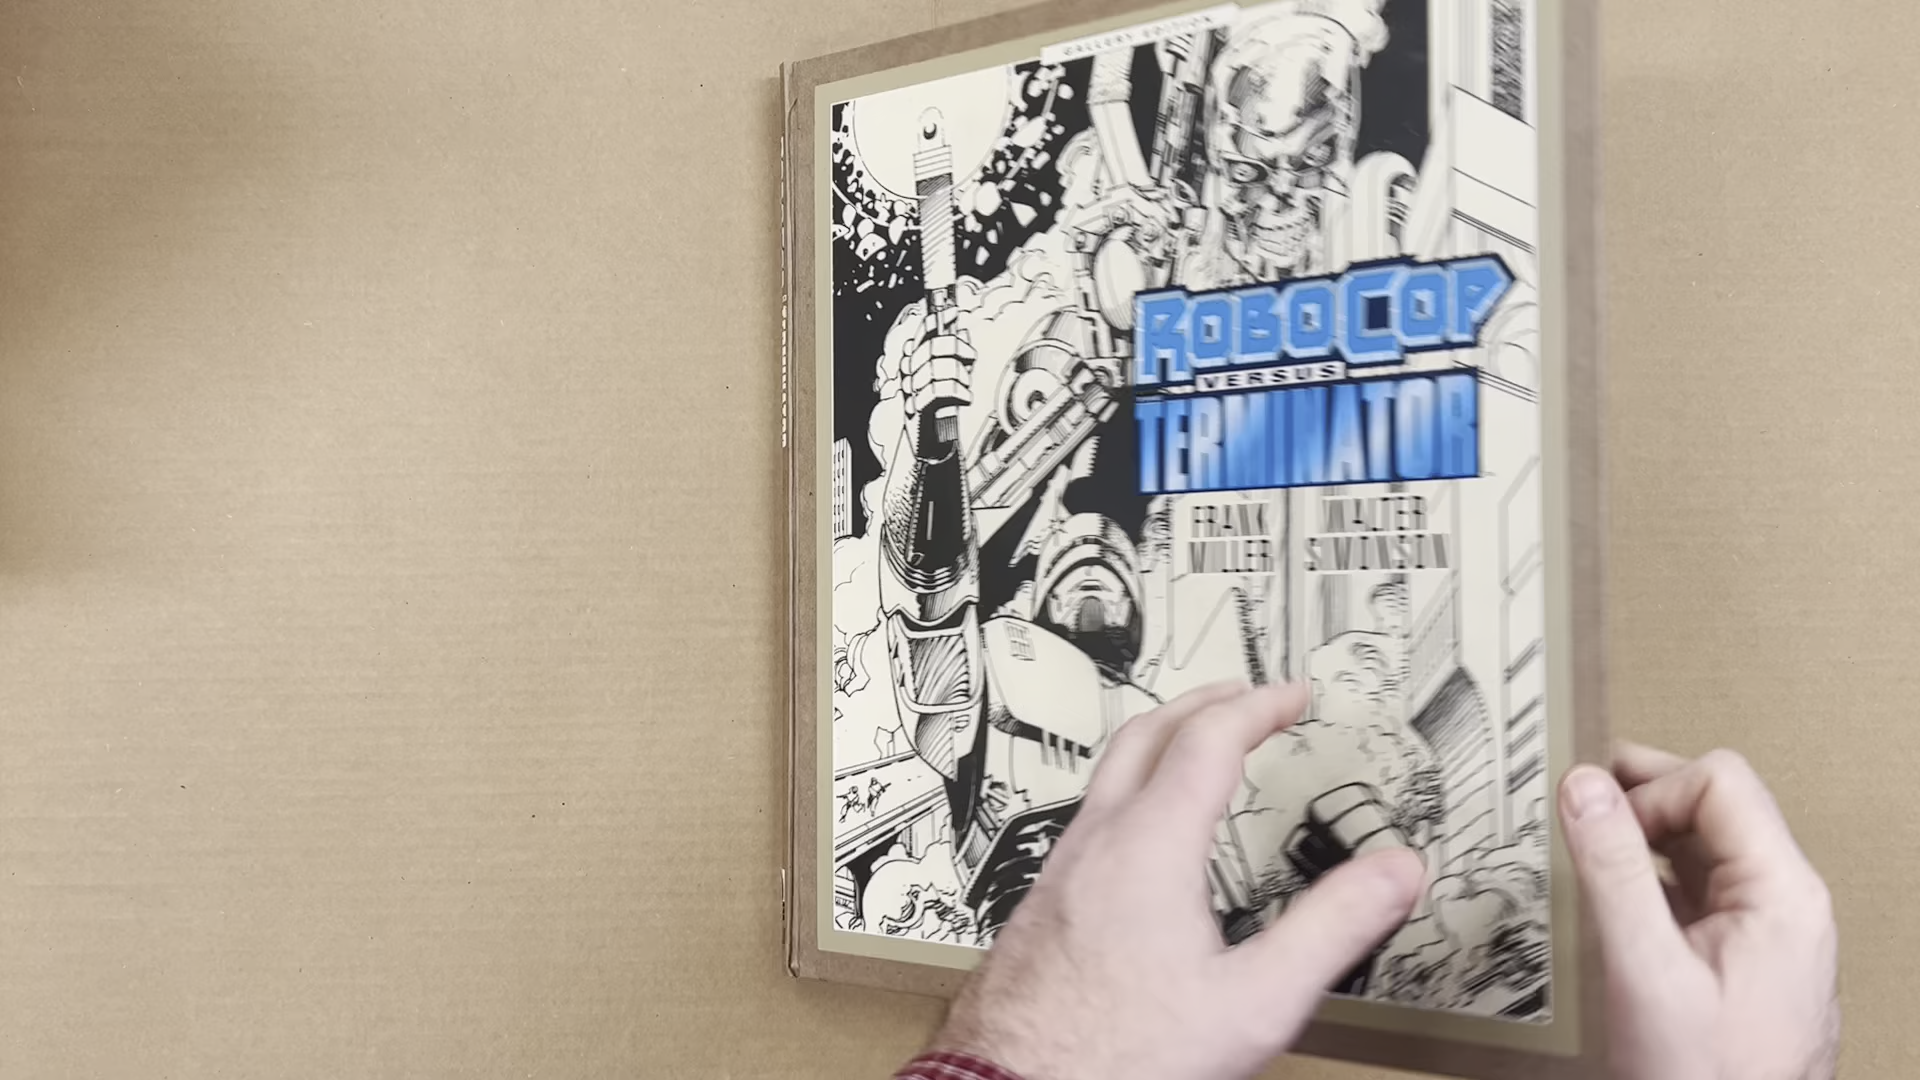 GALLERY EDITION
ROBOCOP
VERSUS
TERMINATOR
FRANK
MILLER
WALTER
SIMONSON